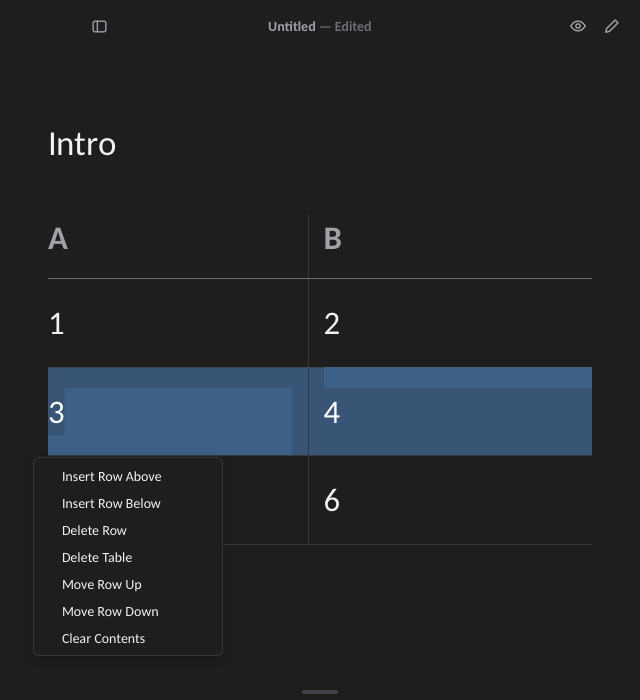 Untitled — Edited
Intro
A B
1 2
3 4
6
Insert Row Above
Insert Row Below
Delete Row
Delete Table
Move Row Up
Move Row Down
Clear Contents